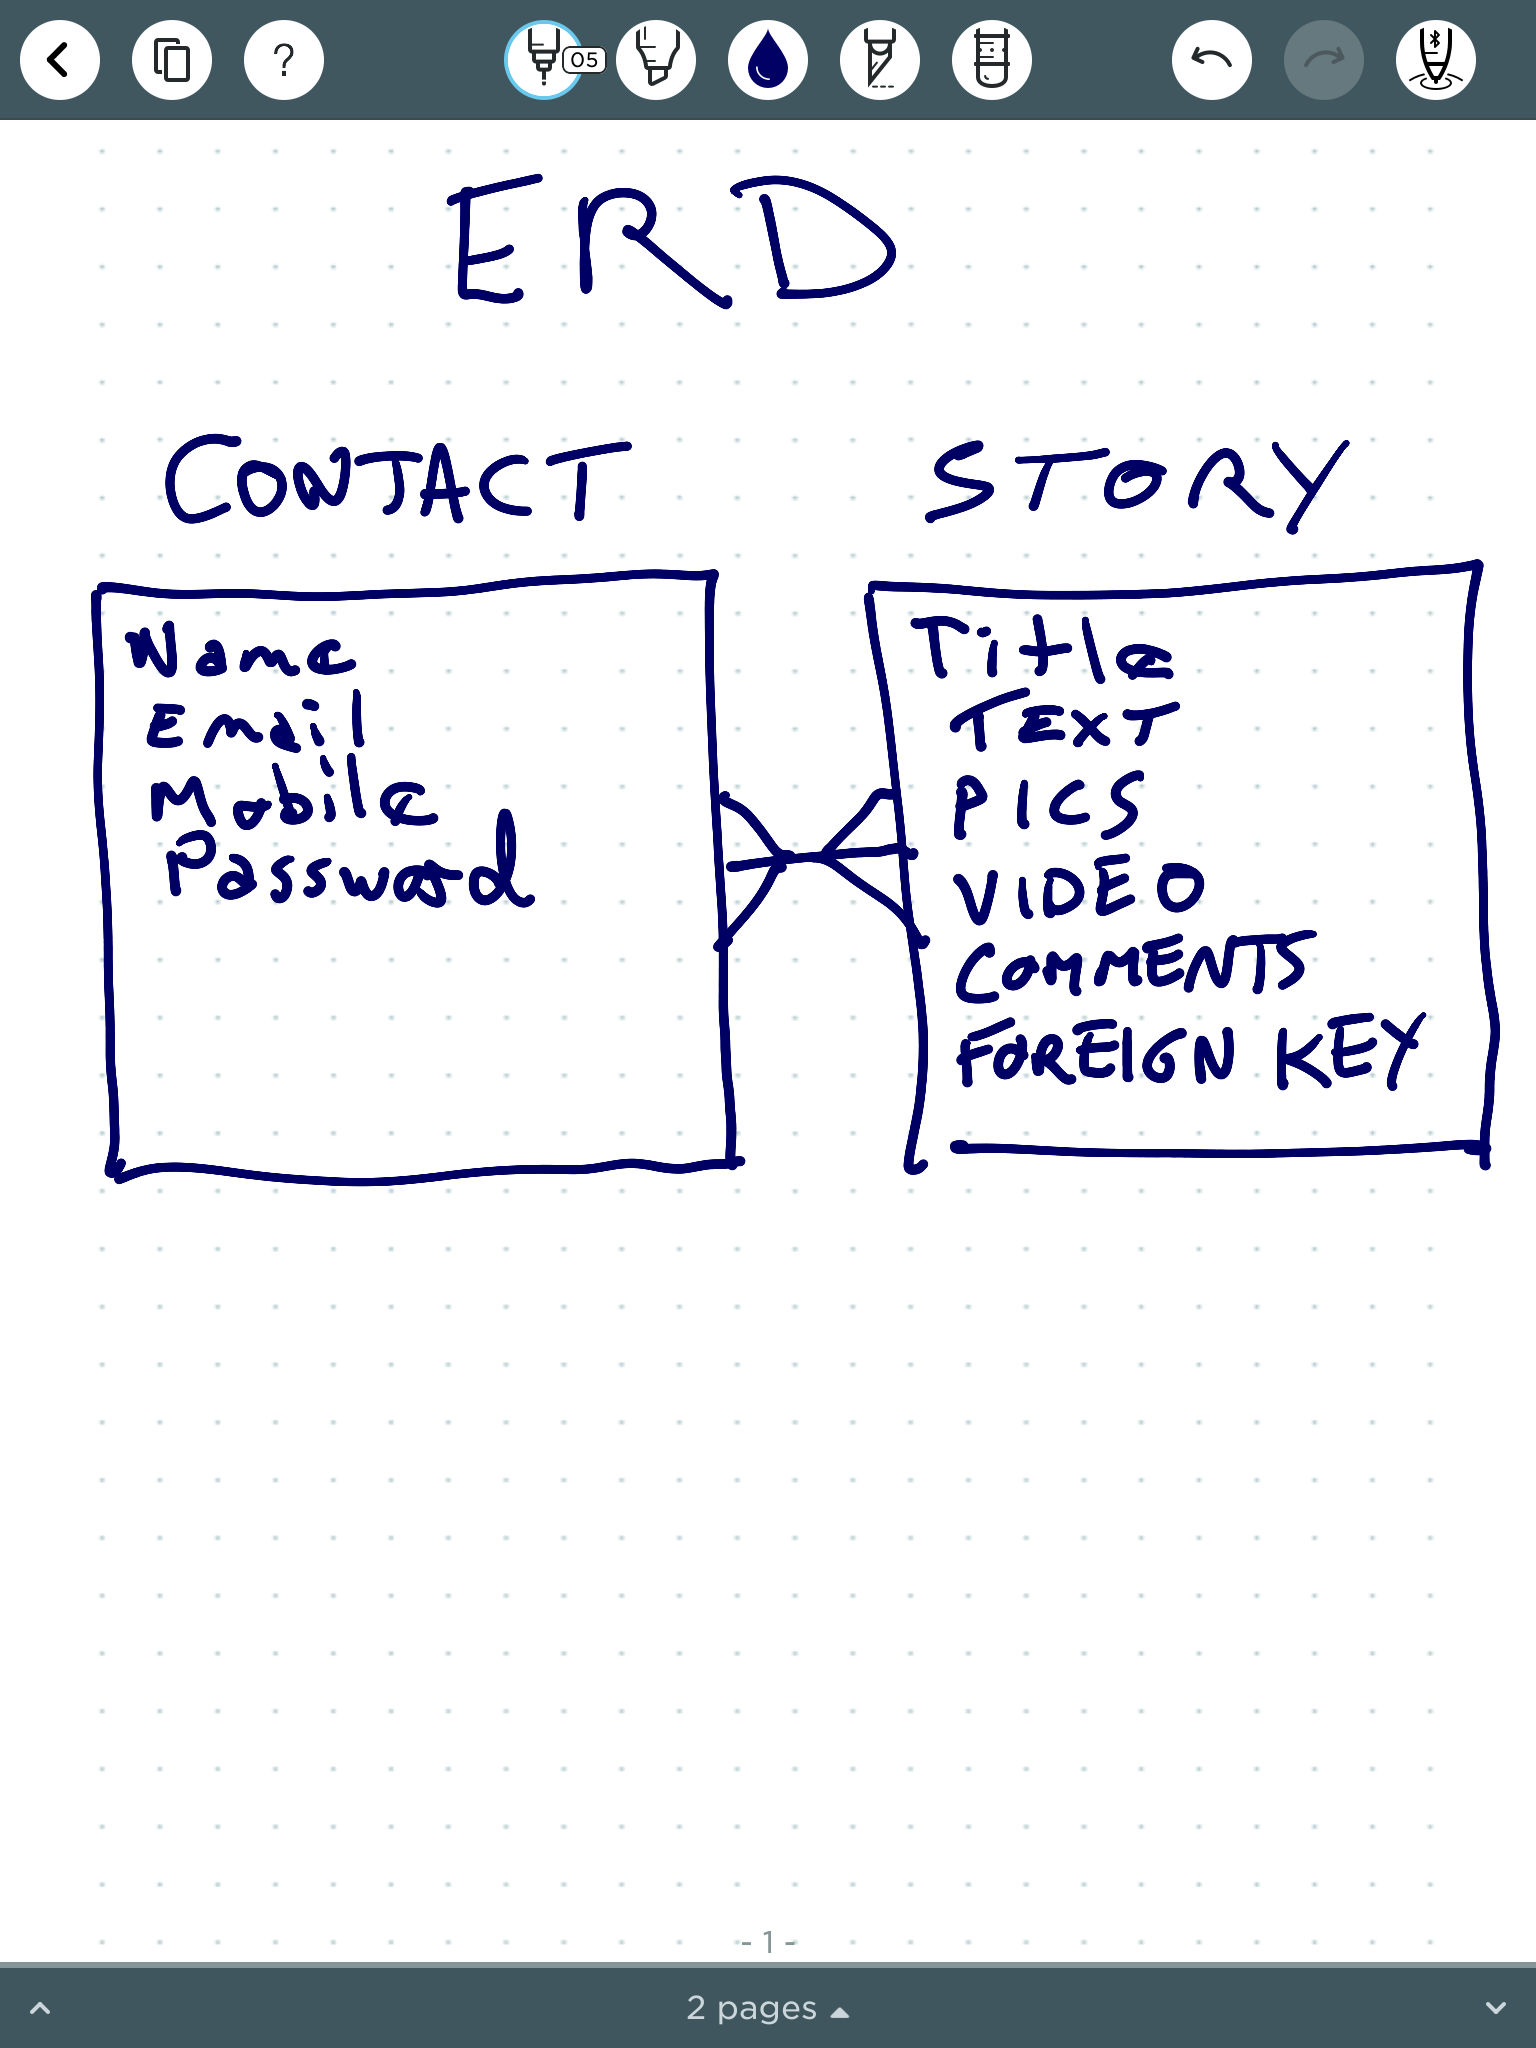 ?
05
ERD
CONTACT
STORY
Name
Email
Mobile
Password
Title
TEXT
PICS
VIDEO
COMMENTS
FOREIGN KEY
- 1 -
2 pages